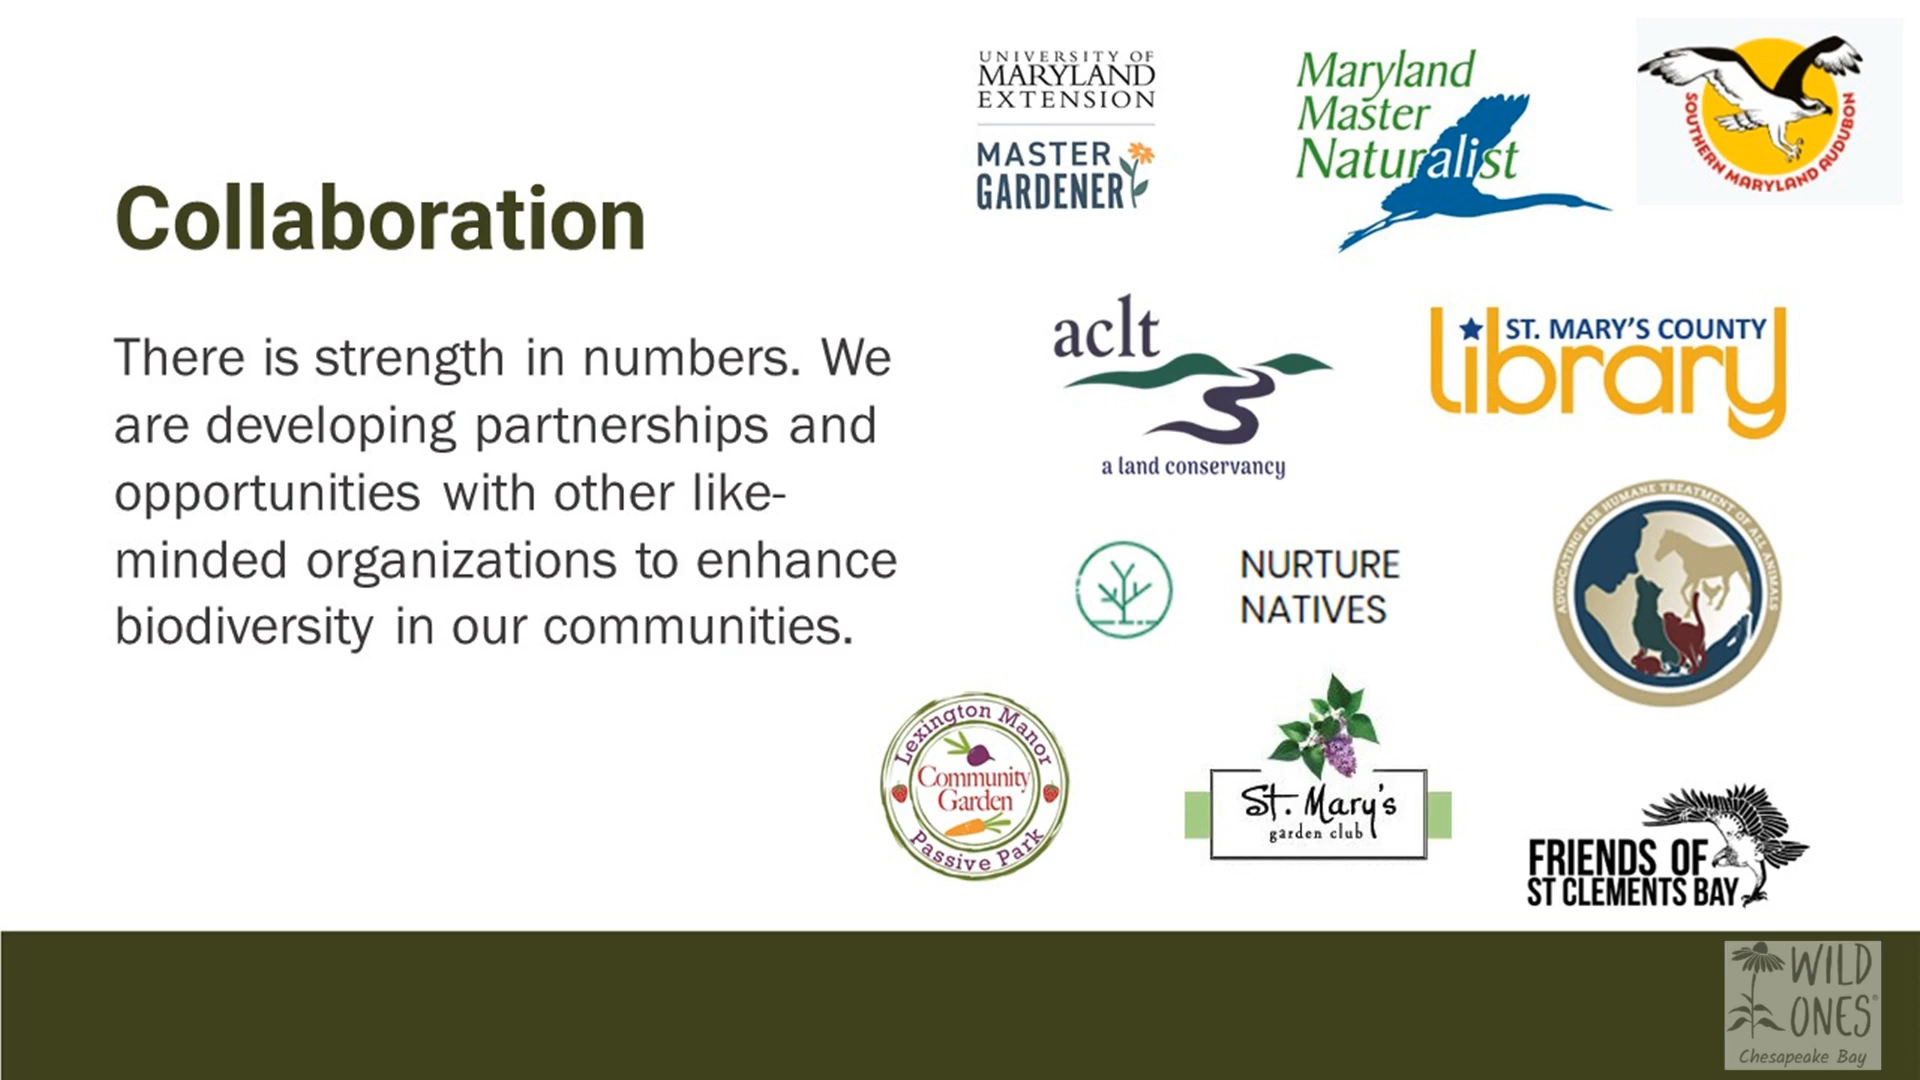 Collaboration
There is strength in numbers. We
are developing partnerships and
opportunities with other like-
minded organizations to enhance
biodiversity in our communities.
UNIVERSITY OF
MARYLAND
EXTENSION
MASTER
GARDENER
Maryland
Master
Naturalist
SOUTHERN MARYLAND AUDUBON
aclt
a land conservancy
ST. MARY'S COUNTY
library
NURTURE
NATIVES
ADVOCATING FOR HUMANE TREATMENT OF ALL ANIMALS
Lexington Manor
Community
Garden
Passive Park
St. Mary's
garden club
FRIENDS OF
ST CLEMENTS BAY
WILD
ONES®
Chesapeake Bay